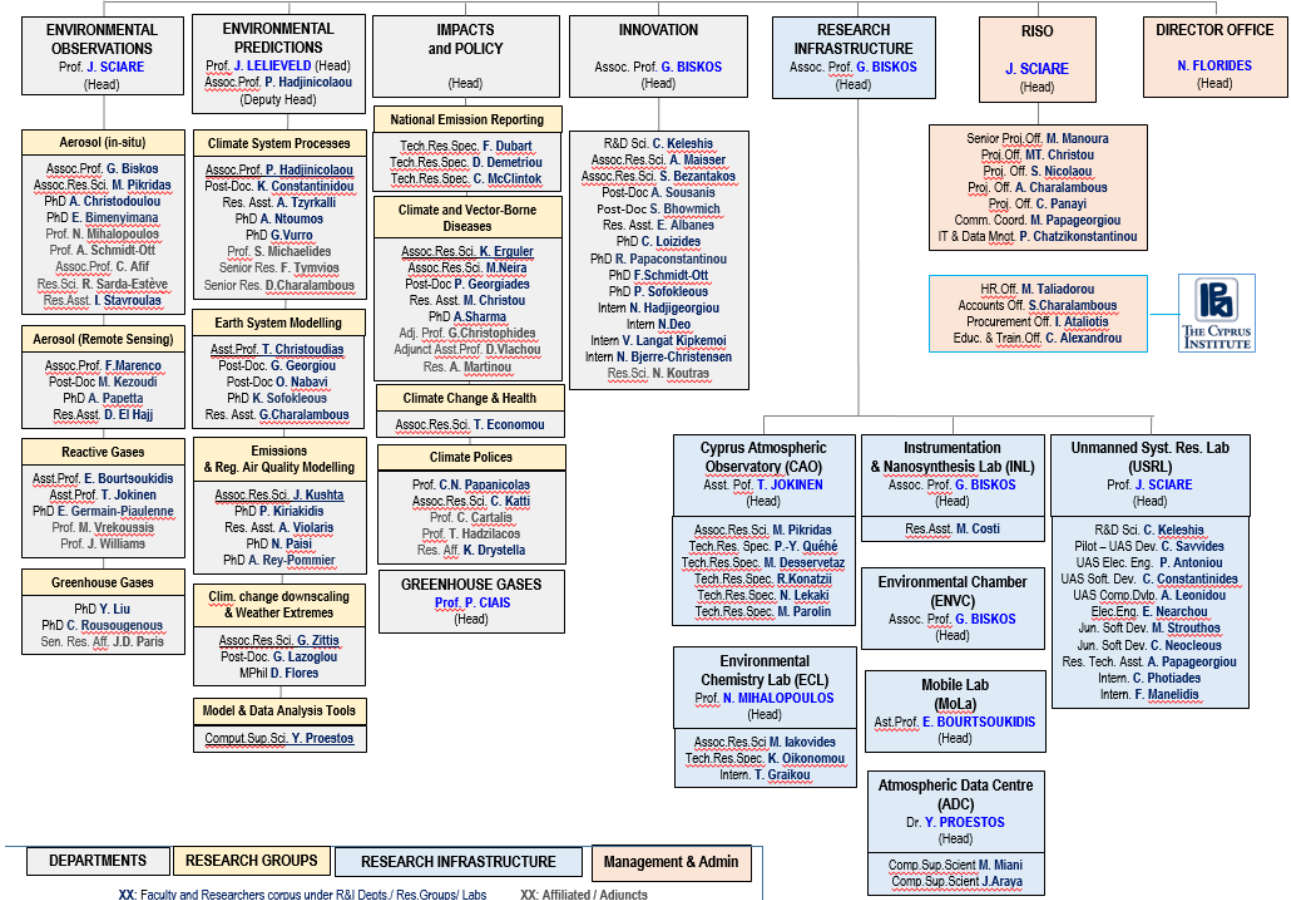 ENVIRONMENTAL
OBSERVATIONS
Prof. J. SCIARE
(Head)
Aerosol (in-situ)
Assoc.Prof. G. Biskos
Assoc.Res.Sci. M. Pikridas
PhD A. Christodoulou
PhD E. Bimenyimana
Prof. N. Mihalopoulos
Prof. A. Schmidt-Ott
Assoc.Prof. C. Afif
Res.Sci. R. Sarda-Estève
Res.Asst. I. Stavroulas
Aerosol (Remote Sensing)
Assoc.Prof. F.Marenco
Post-Doc M. Kezoudi
PhD A. Papetta
Res.Asst. D. El Hajj
Reactive Gases
Asst.Prof. E. Bourtsoukidis
Asst.Prof. T. Jokinen
PhD E. Germain-Piaulenne
Prof. M. Vrekoussis
Prof. J. Williams
Greenhouse Gases
PhD Y. Liu
PhD C. Rousogenous
Sen. Res. Aff. J.D. Paris
ENVIRONMENTAL
PREDICTIONS
Prof. J. LELIEVELD (Head)
Assoc.Prof. P. Hadjinicolaou
(Deputy Head)
Climate System Processes
Assoc.Prof. P. Hadjinicolaou
Post-Doc. K. Constantinidou
Res. Asst. A. Tzyrkalli
PhD A. Ntoumos
PhD G.Vurro
Prof. S. Michaelides
Senior Res. F. Tymvios
Senior Res. D.Charalambous
Earth System Modelling
Asst.Prof. T. Christoudias
Post-Doc. G. Georgiou
Post-Doc O. Nabavi
PhD K. Sofokleous
Res. Asst. G.Charalambous
Emissions
& Reg. Air Quality Modelling
Assoc.Res.Sci. J. Kushta
PhD P. Kiriakidis
Res. Asst. A. Violaris
PhD N. Paisi
PhD A. Rey-Pommier
Clim. change downscaling
& Weather Extremes
Assoc.Res.Sci. G. Zittis
Post-Doc. G. Lazoglou
MPhil D. Flores
Model & Data Analysis Tools
Comput.Sup.Sci. Y. Proestos
IMPACTS
and POLICY
(Head)
National Emission Reporting
Tech.Res.Spec. F. Dubart
Tech.Res.Spec. D. Demetriou
Tech.Res.Spec. C. McClintok
Climate and Vector-Borne
Diseases
Assoc.Res.Sci. K. Erguler
Assoc.Res.Sci. M.Neira
Post-Doc P. Georgiades
Res. Asst. M. Christou
PhD A.Sharma
Adj. Prof. G.Christophides
Adjunct Asst.Prof. D.Vlachou
Res. A. Martinou
Climate Change & Health
Assoc.Res.Sci. T. Economou
Climate Polices
Prof. C.N. Papanicolas
Assoc.Res.Sci. C. Katti
Prof. C. Cartalis
Prof. T. Hadzilacos
Res. Aff. K. Drystella
GREENHOUSE GASES
Prof. P. CIAIS
(Head)
INNOVATION
Assoc. Prof. G. BISKOS
(Head)
R&D Sci. C. Keleshis
Assoc.Res.Sci. A. Maisser
Assoc.Res.Sci. S. Bezantakos
Post-Doc A. Sousanis
Post-Doc S. Bhowmich
Res. Asst. E. Albanes
PhD C. Loizides
PhD R. Papaconstantinou
PhD F.Schmidt-Ott
PhD P. Sofokleous
Intern N. Hadjigeorgiou
Intern N.Deo
Intern V. Langat Kipkemoi
Intern N. Bjerre-Christensen
Res.Sci. N. Koutras
RESEARCH
INFRASTRUCTURE
Assoc. Prof. G. BISKOS
(Head)
Cyprus Atmospheric
Observatory (CAO)
Asst. Pof. T. JOKINEN
(Head)
Assoc.Res.Sci. M. Pikridas
Tech.Res. Spec. P.-Y. Quéhé
Tech.Res.Spec. M. Desservetaz
Tech.Res.Spec. R.Konatzii
Tech.Res.Spec. N. Lekaki
Tech.Res.Spec. M. Parolin
Environmental
Chemistry Lab (ECL)
Prof. N. MIHALOPOULOS
(Head)
Assoc.Res.Sci M. Iakovides
Tech.Res.Spec. K. Oikonomou
Intern. T. Graikou
Instrumentation
& Nanosynthesis Lab (INL)
Assoc. Prof. G. BISKOS
(Head)
Res.Asst. M. Costi
Environmental Chamber
(ENVC)
Assoc. Prof. G. BISKOS
(Head)
Mobile Lab
(MoLa)
Ast.Prof. E. BOURTSOUKIDIS
(Head)
Atmospheric Data Centre
(ADC)
Dr. Y. PROESTOS
(Head)
Comp.Sup.Scient M. Miani
Comp.Sup.Scient J.Araya
Unmanned Syst. Res. Lab
(USRL)
Prof. J. SCIARE
(Head)
R&D Sci. C. Keleshis
Pilot – UAS Dev. C. Savvides
UAS Elec. Eng. P. Antoniou
UAS Soft. Dev. C. Constantinides
UAS Comp.Dvlp. A. Leonidou
Elec.Eng. E. Nearchou
Jun. Soft Dev. M. Strouthos
Jun. Soft Dev. C. Neocleous
Res. Tech. Asst. A. Papageorgiou
Intern. C. Photiades
Intern. F. Manelidis
RISO
J. SCIARE
(Head)
Senior Proj.Off. M. Manoura
Proj.Off. MT. Christou
Proj. Off. S. Nicolaou
Proj. Off. A. Charalambous
Proj. Off. C. Panayi
Comm. Coord. M. Papageorgiou
IT & Data Mngt. P. Chatzikonstantinou
HR.Off. M. Taliadorou
Accounts Off. S.Charalambous
Procurement Off. I. Ataliotis
Educ. & Train.Off. C. Alexandrou
THE CYPRUS
INSTITUTE
DIRECTOR OFFICE
N. FLORIDES
(Head)
DEPARTMENTS
RESEARCH GROUPS
RESEARCH INFRASTRUCTURE
Management & Admin
XX: Faculty and Researchers corpus under R&I Depts./ Res.Groups/ Labs XX: Affiliated / Adjuncts